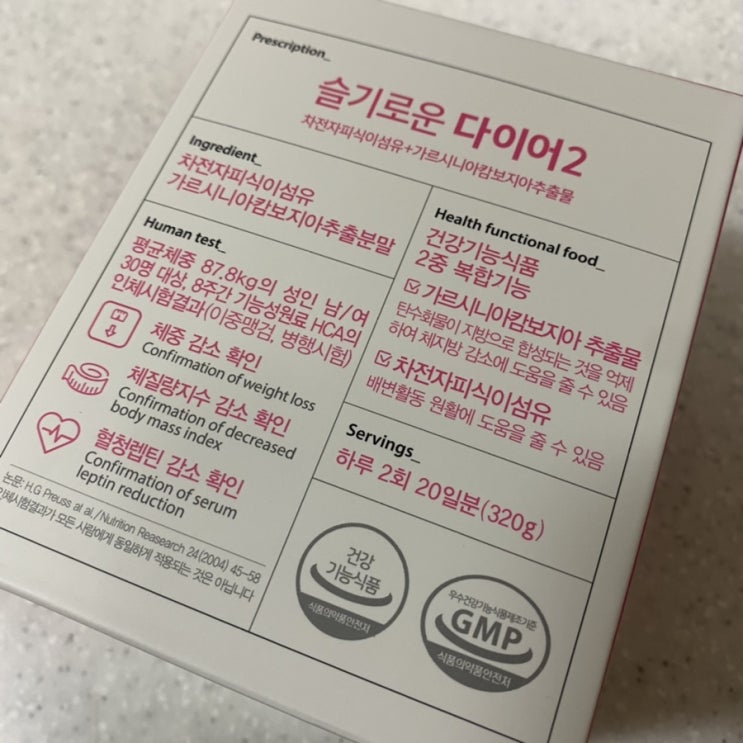 Prescription_
슬기로운 다이어2
차전자피식이섬유+가르시니아캄보지아추출물
Ingredient_
차전자피식이섬유
가르시니아캄보지아추출분말
Human test_
평균체중 87.8kg의 성인 남/여
30명 대상, 8주간 기능성원료 HCA의
인체시험결과(이중맹검, 병행시험)
체중 감소 확인
Confirmation of weight loss
체질량지수 감소 확인
Confirmation of decreased
body mass index
혈청렙틴 감소 확인
Confirmation of serum
leptin reduction
논문: H.G Preuss at al./Nutrition Reasearch 24(2004) 45-58
인체시험결과가 모든 사람에게 동일하게 적용되는 것은 아닙니다
Health functional food_
건강기능식품
2중 복합기능
가르시니아캄보지아 추출물
탄수화물이 지방으로 합성되는 것을 억제
하여 체지방 감소에 도움을 줄 수 있음
차전자피식이섬유
배변활동 원활에 도움을 줄 수 있음
Servings_
하루 2회 20일분(320g)
건강
기능식품
식품의약품안전처
우수건강기능식품제조기준
GMP
식품의약품안전처